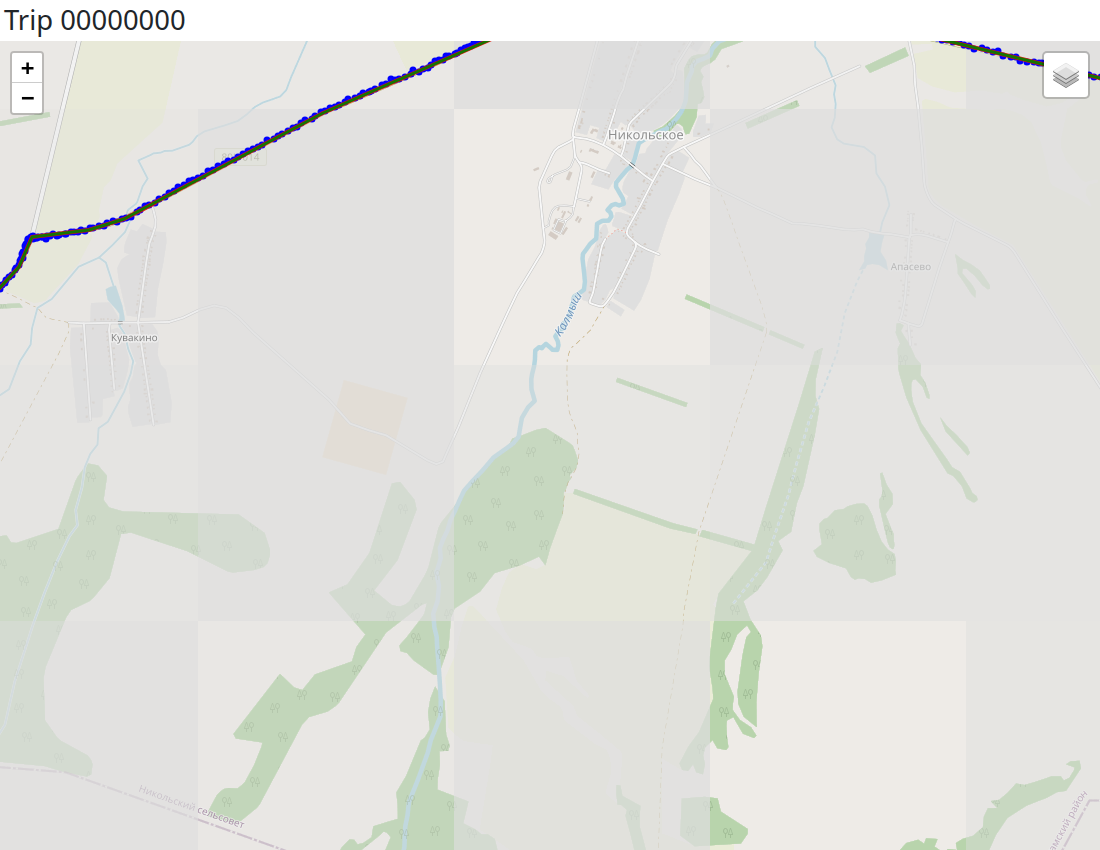 Trip 00000000
+
−
Никольское
Апасево
Калмыш
Кувакино
Никольский сельсовет